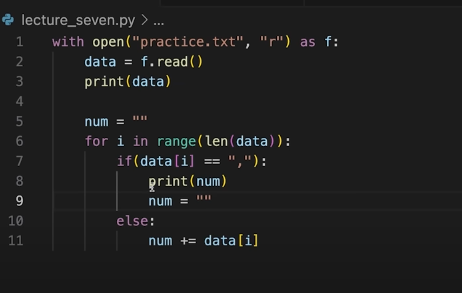 lecture_seven.py > ...
1 with open("practice.txt", "r") as f:
2     data = f.read()
3     print(data)
4
5     num = ""
6     for i in range(len(data)):
7         if(data[i] == ","):
8             print(num)
9             num = ""
10         else:
11             num += data[i]